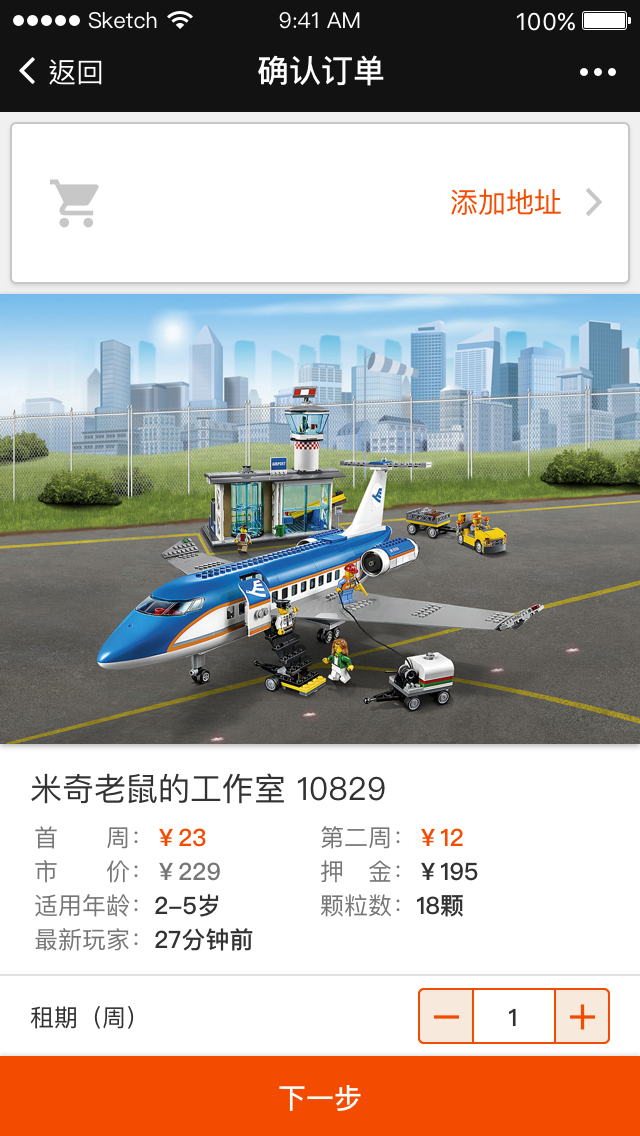 Sketch 9:41 AM 100%
返回 确认订单
添加地址
AIRPORT
米奇老鼠的工作室 10829
首 周： ￥23 第二周： ￥12
市 价： ￥229 押 金： ￥195
适用年龄： 2–5岁 颗粒数： 18颗
最新玩家： 27分钟前
租期（周） 1
下一步